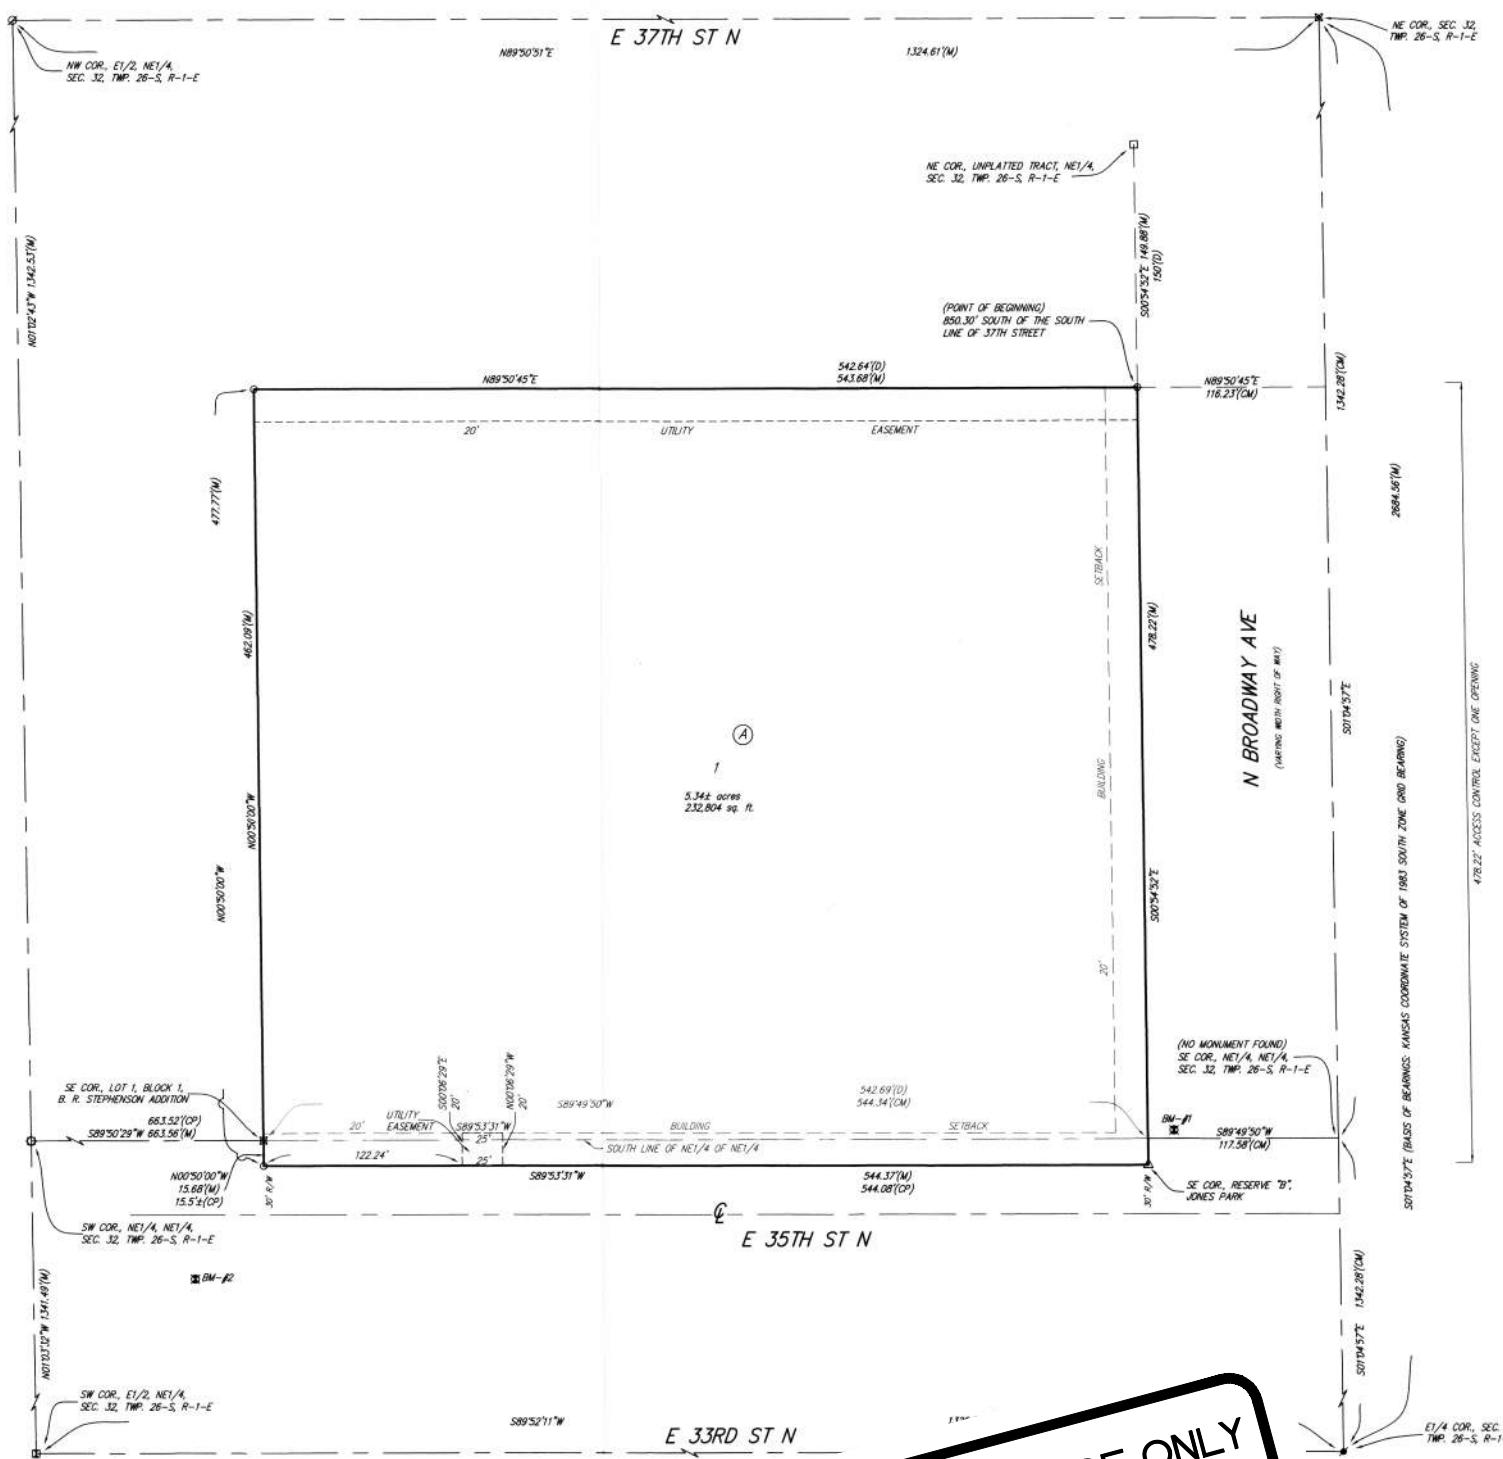 E 37TH ST N
N89°50'51"E
1324.61'(M)
NE COR., SEC. 32,
TWP. 26-S, R-1-E
NW COR., E1/2, NE1/4,
SEC. 32, TWP. 26-S, R-1-E
NE COR., UNPLATTED TRACT, NE1/4,
SEC. 32, TWP. 26-S, R-1-E
N01°02'43"W 1342.53'(M)
S00°54'52"E 149.88'(M)
150'(D)
(POINT OF BEGINNING)
850.30' SOUTH OF THE SOUTH
LINE OF 37TH STREET
N89°50'45"E
542.64'(D)
543.68'(M)
N89°50'45"E
116.23'(CM)
1342.28'(CM)
20' UTILITY EASEMENT
477.77'(M)
2684.56'(M)
SETBACK
462.09'(M)
478.22'(M)
N BROADWAY AVE
(VARYING WIDTH RIGHT OF WAY)
S01°04'57"E
478.22' ACCESS CONTROL EXCEPT ONE OPENING
A
1
5.34± acres
232,804 sq. ft.
BUILDING
N00°50'00"W
N00°50'00"W
S00°54'52"E
20'
S01°04'57"E (BASIS OF BEARINGS: KANSAS COORDINATE SYSTEM OF 1983 SOUTH ZONE GRID BEARING)
(NO MONUMENT FOUND)
SE COR., NE1/4, NE1/4,
SEC. 32, TWP. 26-S, R-1-E
SE COR., LOT 1, BLOCK 1,
B. R. STEPHENSON ADDITION
663.52'(CP)
S89°50'29"W 663.56'(M)
S00°06'29"E
20'
N00°06'29"W
20'
S89°49'50"W
542.69'(D)
544.34'(CM)
BM-#1
S89°49'50"W
117.58'(CM)
UTILITY
EASEMENT
20'
S89°53'31"W
25'
BUILDING
SETBACK
SOUTH LINE OF NE1/4 OF NE1/4
122.24'
25'
N00°50'00"W
15.68'(M)
15.5'±(CP)
30' R/W
S89°53'31"W
544.37'(M)
544.08'(CP)
30' R/W
SE COR., RESERVE "B",
JONES PARK
SW COR., NE1/4, NE1/4,
SEC. 32, TWP. 26-S, R-1-E
E 35TH ST N
BM-#2
N01°03'32"W 1341.49'(M)
S01°04'57"E 1342.28'(CM)
SW COR., E1/2, NE1/4,
SEC. 32, TWP. 26-S, R-1-E
S89°52'11"W
E 33RD ST N
E1/4 COR., SEC.
TWP. 26-S, R-1
ONLY